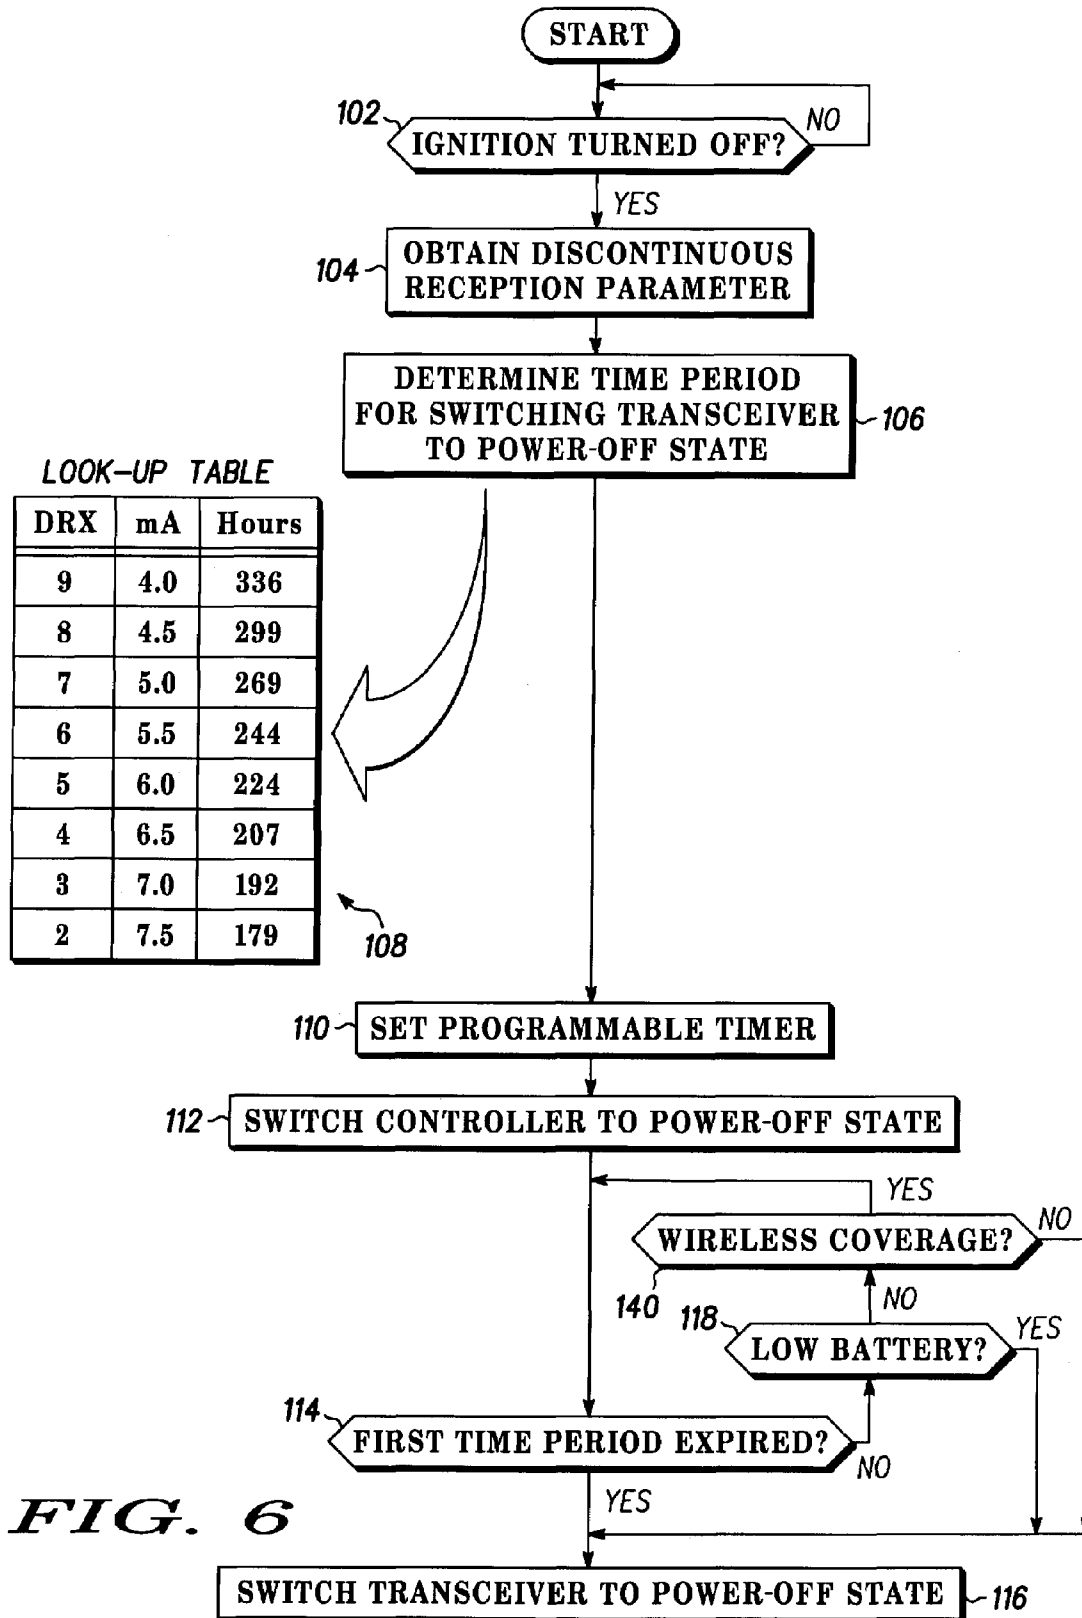 START
102
IGNITION TURNED OFF?
NO
YES
104
OBTAIN DISCONTINUOUS
RECEPTION PARAMETER
DETERMINE TIME PERIOD
FOR SWITCHING TRANSCEIVER
TO POWER-OFF STATE
106
LOOK-UP TABLE
DRX mA Hours
9 4.0 336
8 4.5 299
7 5.0 269
6 5.5 244
5 6.0 224
4 6.5 207
3 7.0 192
2 7.5 179
108
110
SET PROGRAMMABLE TIMER
112
SWITCH CONTROLLER TO POWER-OFF STATE
YES
WIRELESS COVERAGE?
NO
140
NO
118
LOW BATTERY?
YES
114
FIRST TIME PERIOD EXPIRED?
NO
YES
FIG. 6
SWITCH TRANSCEIVER TO POWER-OFF STATE
116